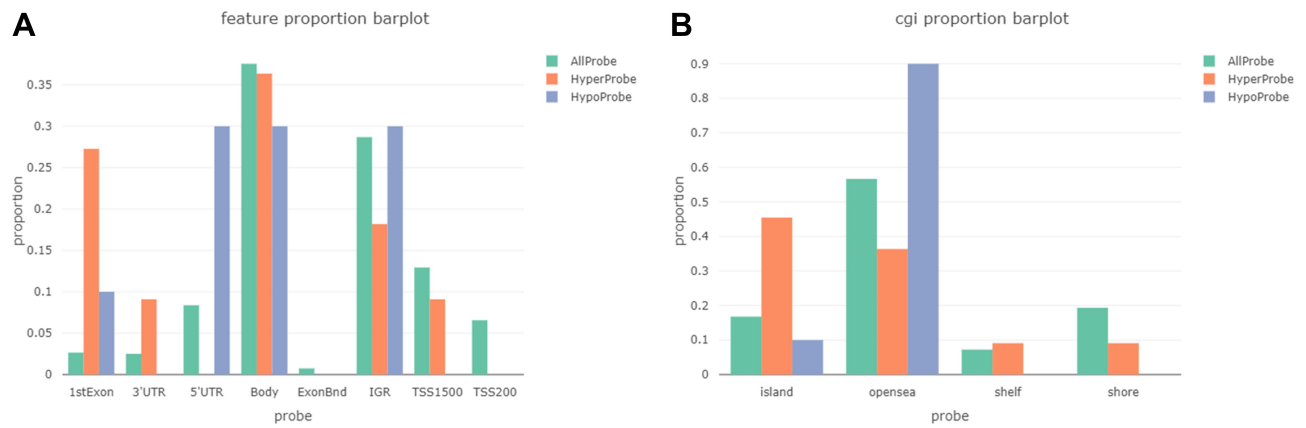 A
feature proportion barplot
AllProbe
HyperProbe
HypoProbe
proportion
0.35
0.3
0.25
0.2
0.15
0.1
0.05
0
1stExon 3'UTR 5'UTR Body ExonBnd IGR TSS1500 TSS200
probe
B
cgi proportion barplot
AllProbe
HyperProbe
HypoProbe
proportion
0.9
0.8
0.7
0.6
0.5
0.4
0.3
0.2
0.1
0
island opensea shelf shore
probe